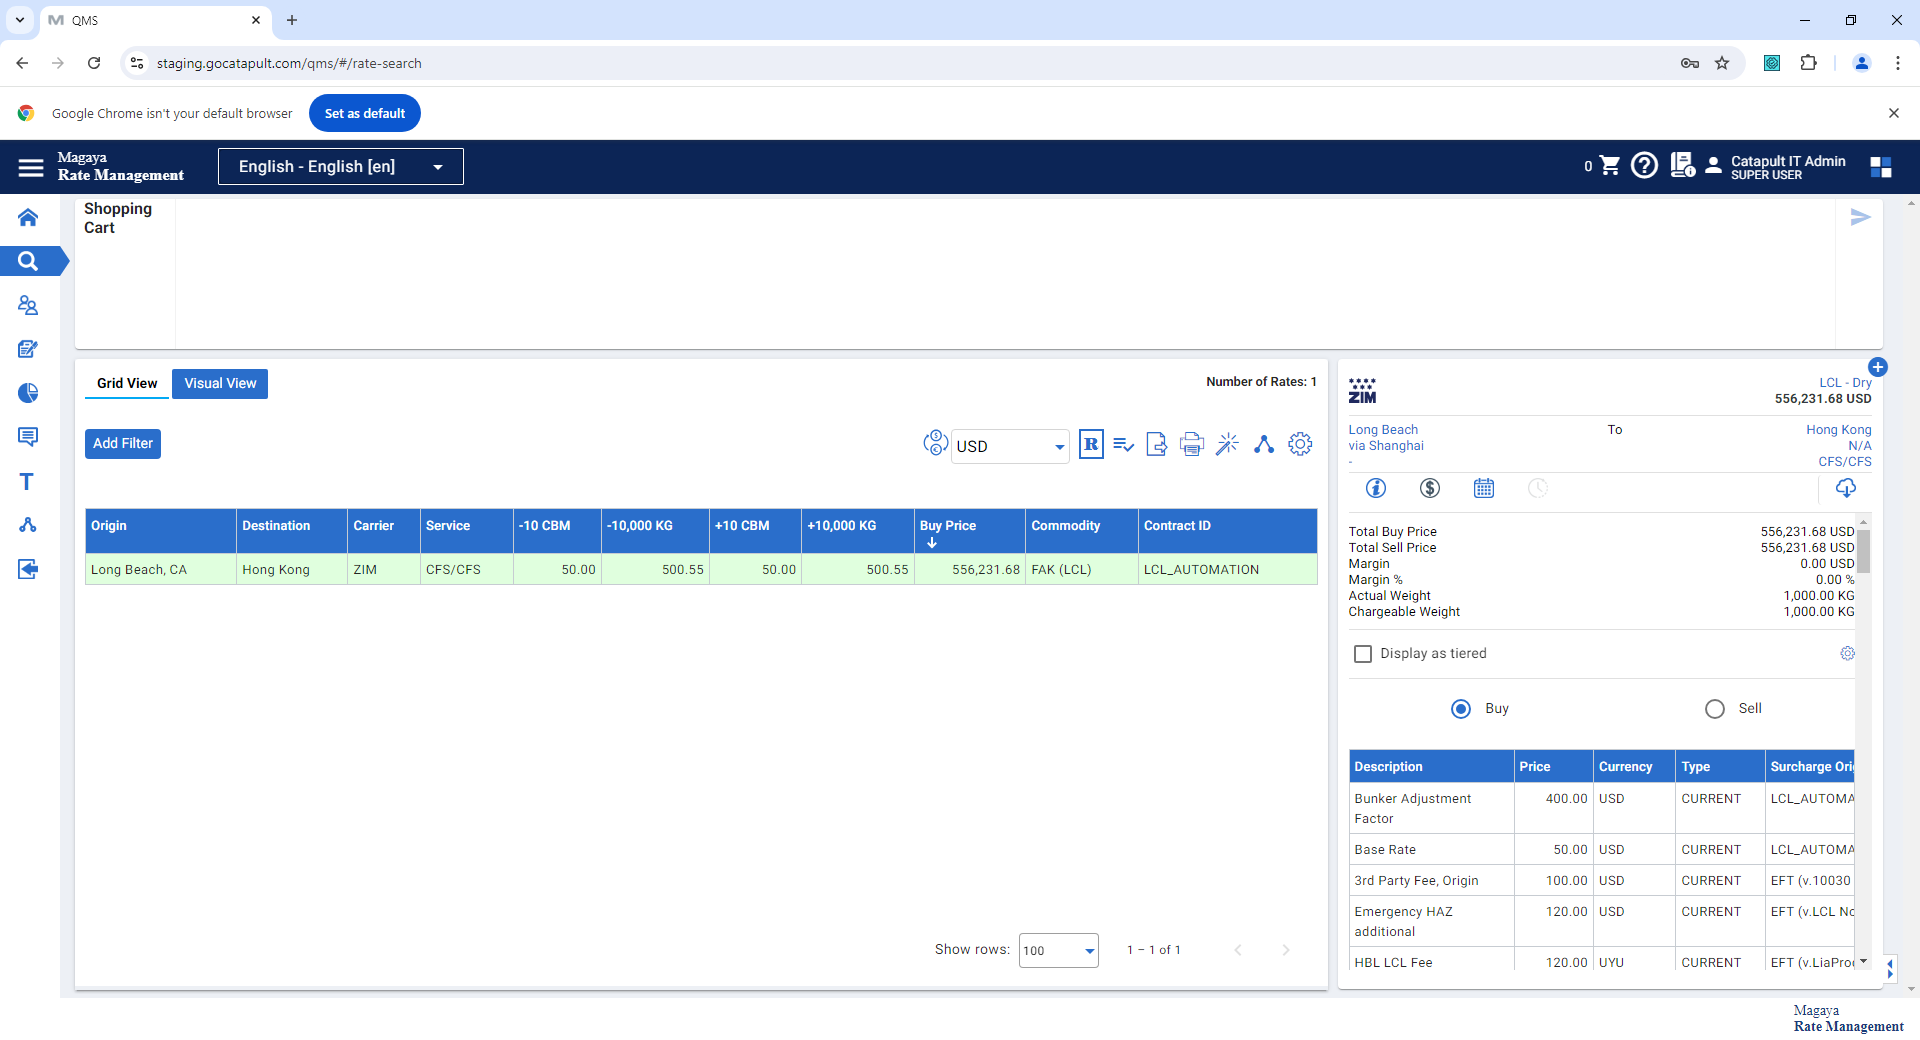 QMS
staging.gocatapult.com/qms/#/rate-search
Google Chrome isn't your default browser
Set as default
Magaya
Rate Management
English - English [en]
0
Catapult IT Admin
SUPER USER
Shopping
Cart
Grid View
Visual View
Number of Rates: 1
Add Filter
USD
R
Origin Destination Carrier Service -10 CBM -10,000 KG +10 CBM +10,000 KG Buy Price Commodity Contract ID
Long Beach, CA Hong Kong ZIM CFS/CFS 50.00 500.55 50.00 500.55 556,231.68 FAK (LCL) LCL_AUTOMATION
Show rows: 100 1 – 1 of 1
ZIM
LCL - Dry
556,231.68 USD
Long Beach To Hong Kong
via Shanghai N/A
- CFS/CFS
Total Buy Price 556,231.68 USD
Total Sell Price 556,231.68 USD
Margin 0.00 USD
Margin % 0.00 %
Actual Weight 1,000.00 KG
Chargeable Weight 1,000.00 KG
Display as tiered
Buy Sell
Description Price Currency Type Surcharge Ori
Bunker Adjustment Factor 400.00 USD CURRENT LCL_AUTOMA
Base Rate 50.00 USD CURRENT LCL_AUTOMA
3rd Party Fee, Origin 100.00 USD CURRENT EFT (v.10030
Emergency HAZ additional 120.00 USD CURRENT EFT (v.LCL No
HBL LCL Fee 120.00 UYU CURRENT EFT (v.LiaProc
Magaya
Rate Management